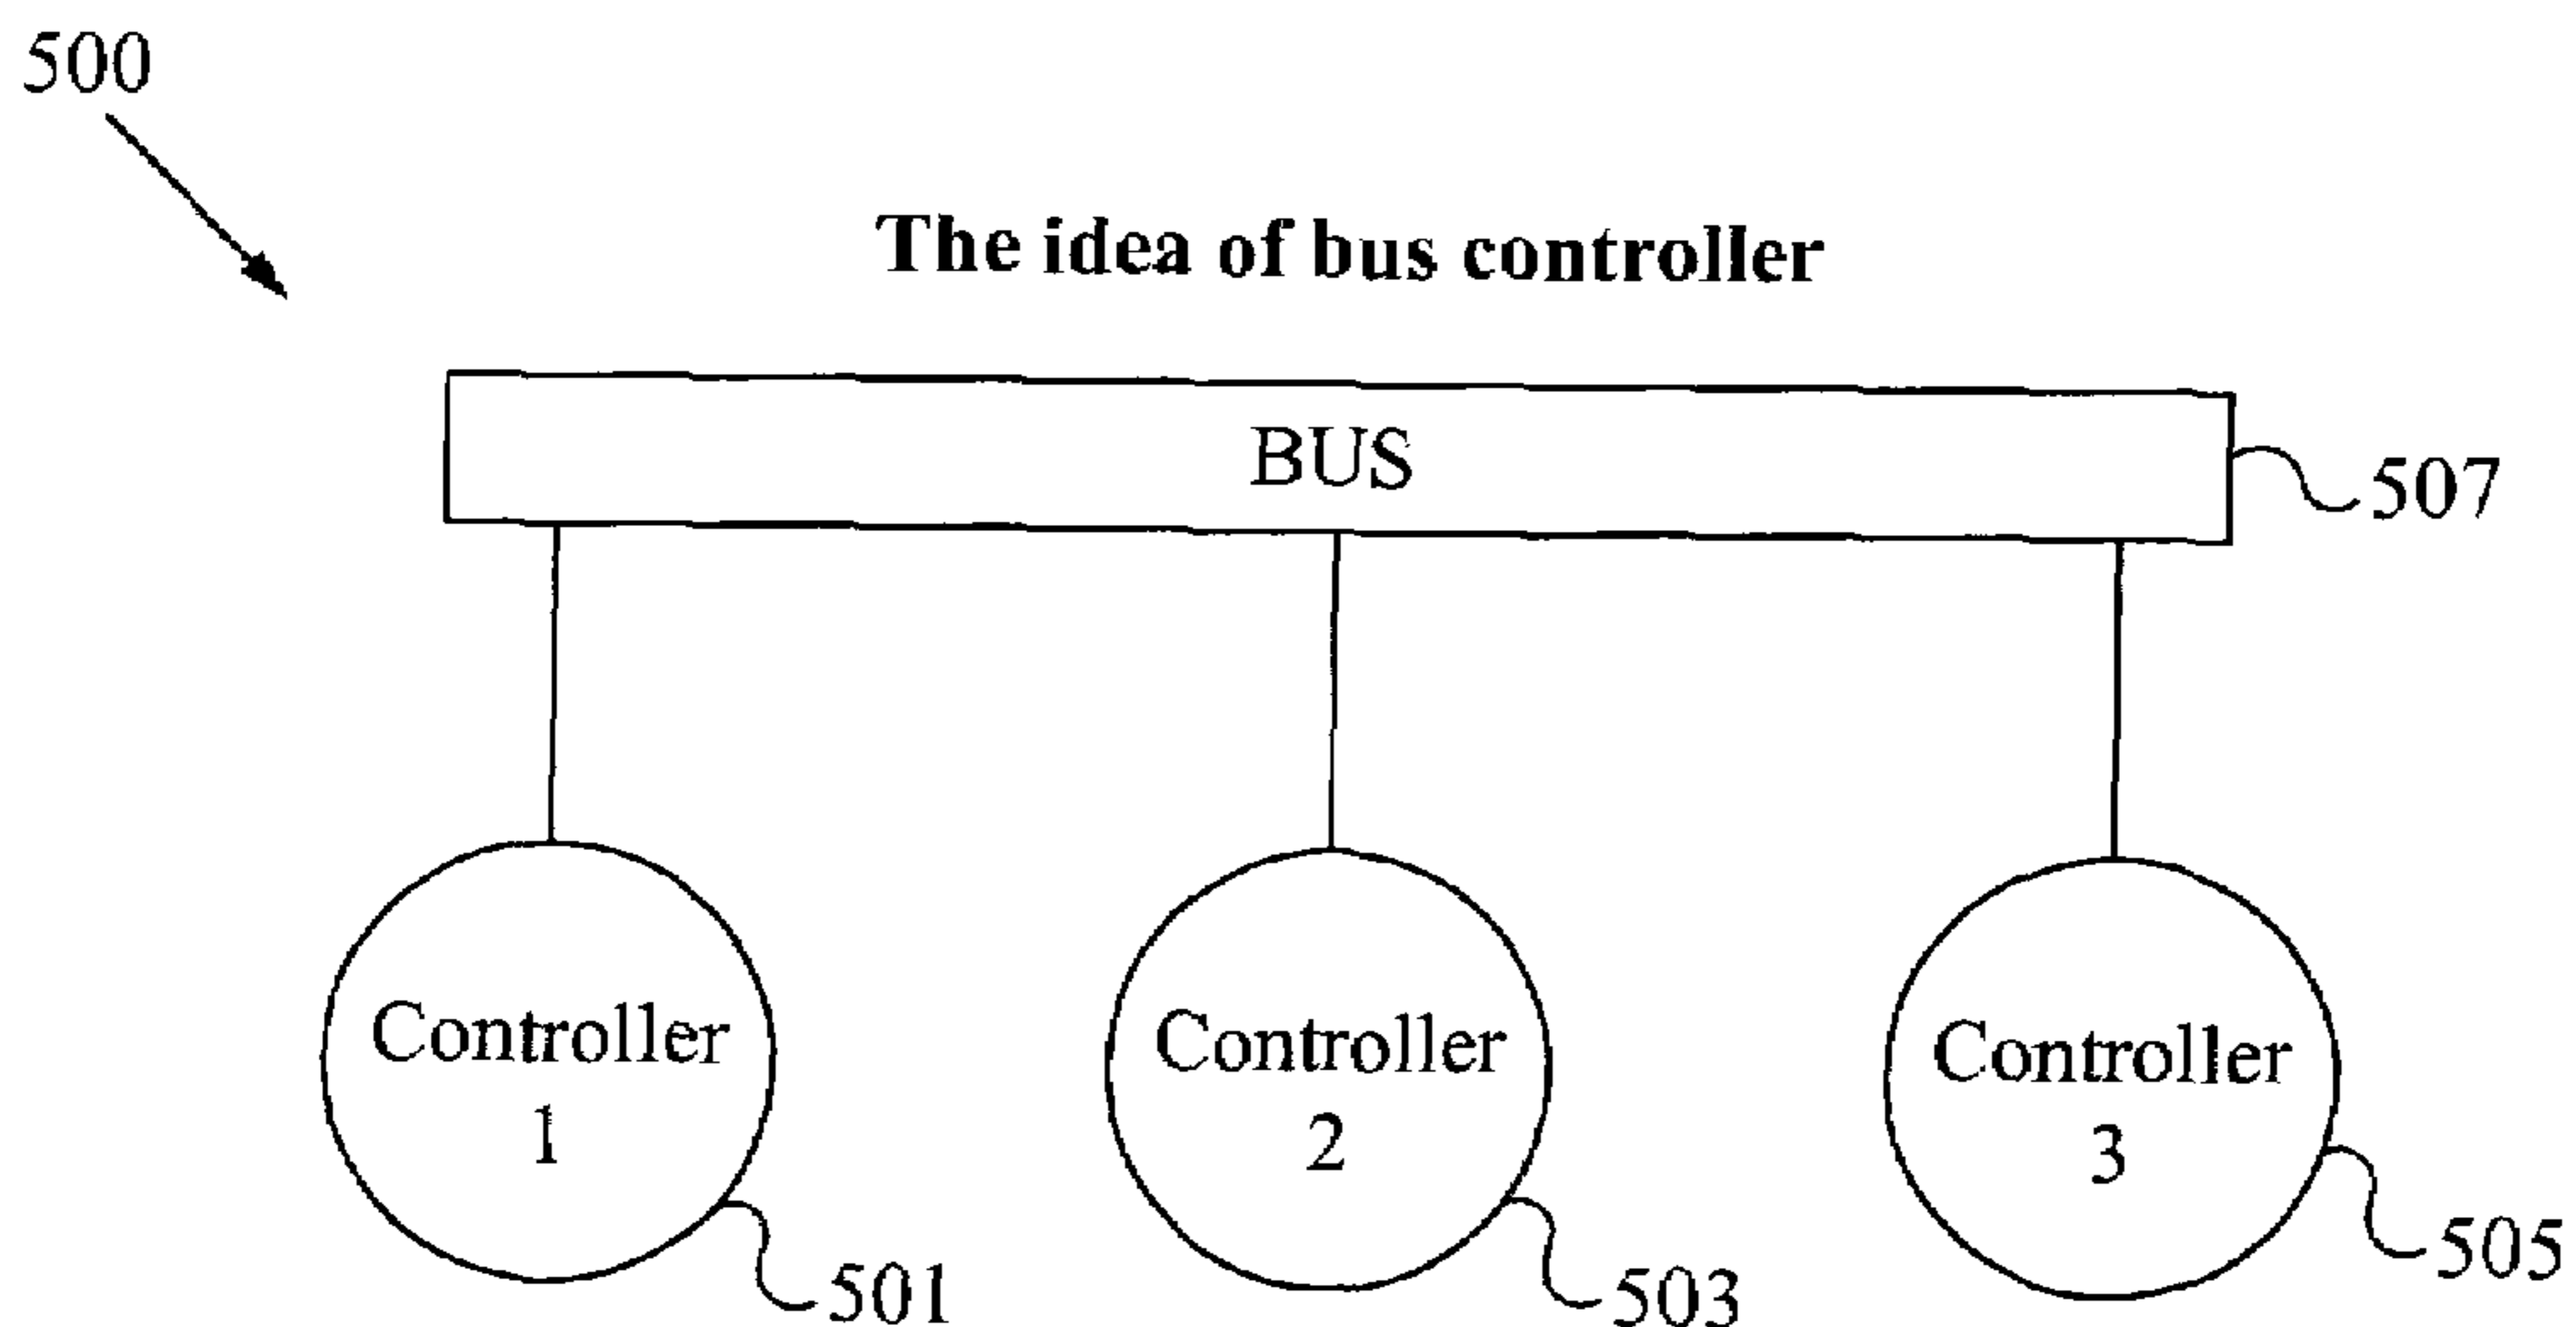 500
The idea of bus controller
BUS
507
Controller
1
Controller
2
Controller
3
501
503
505